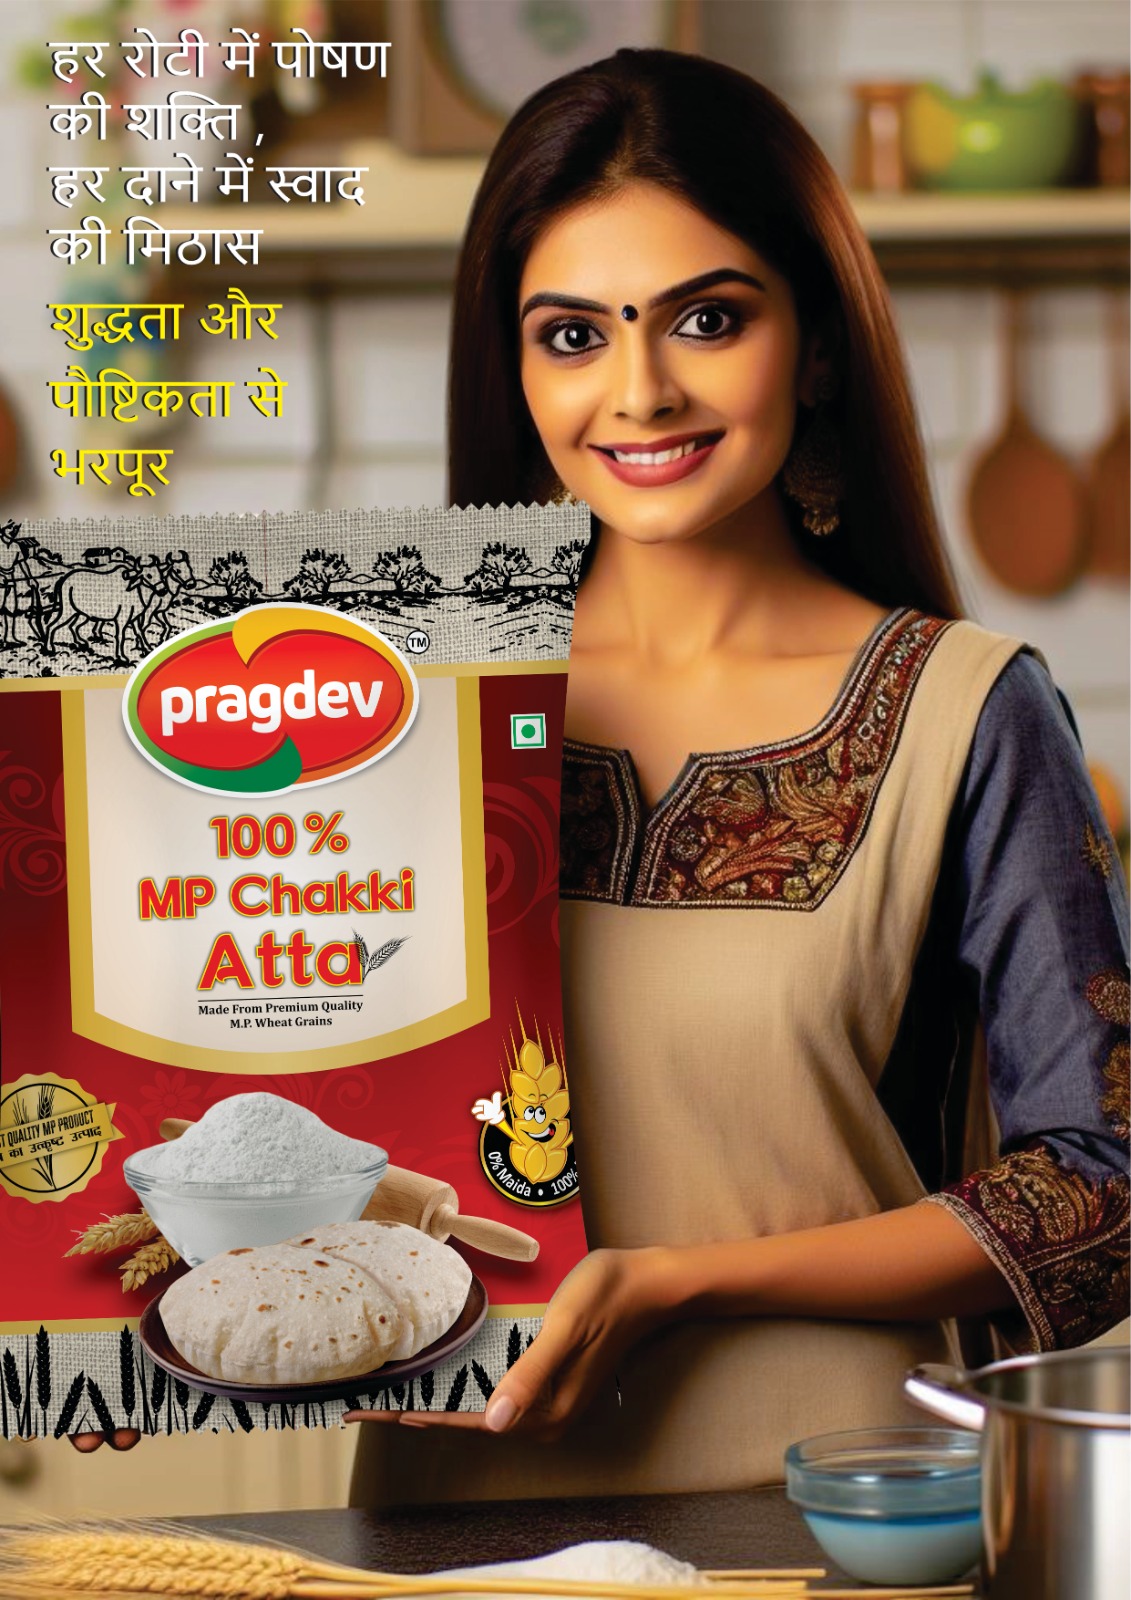 हर रोटी में पोषण
की शक्ति ,
हर दाने में स्वाद
की मिठास
शुद्धता और
पौष्टिकता से
भरपूर
TM
pragdev
100 %
MP Chakki
Atta
Made From Premium Quality
M.P. Wheat Grains
QUALITY MP PRODUCT
का उत्कृष्ट उत्पाद
0% Maida • 100%